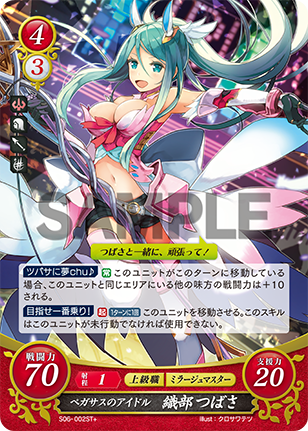 4
3
SAMPLE
つばさと一緒に、頑張って！
ツバサに夢chu♪ 常 このユニットがこのターンに移動している
場合、このユニットと同じエリアにいる他の味方の戦闘力は＋10
される。
目指せ一番乗り！ 起 1ターンに1回 このユニットを移動させる。このスキル
はこのユニットが未行動でなければ使用できない。
戦闘力
70
射程 1 上級職 ミラージュマスター
支援力
20
ペガサスのアイドル 織部つばさ
S06-002ST+
Illust：クロサワテツ